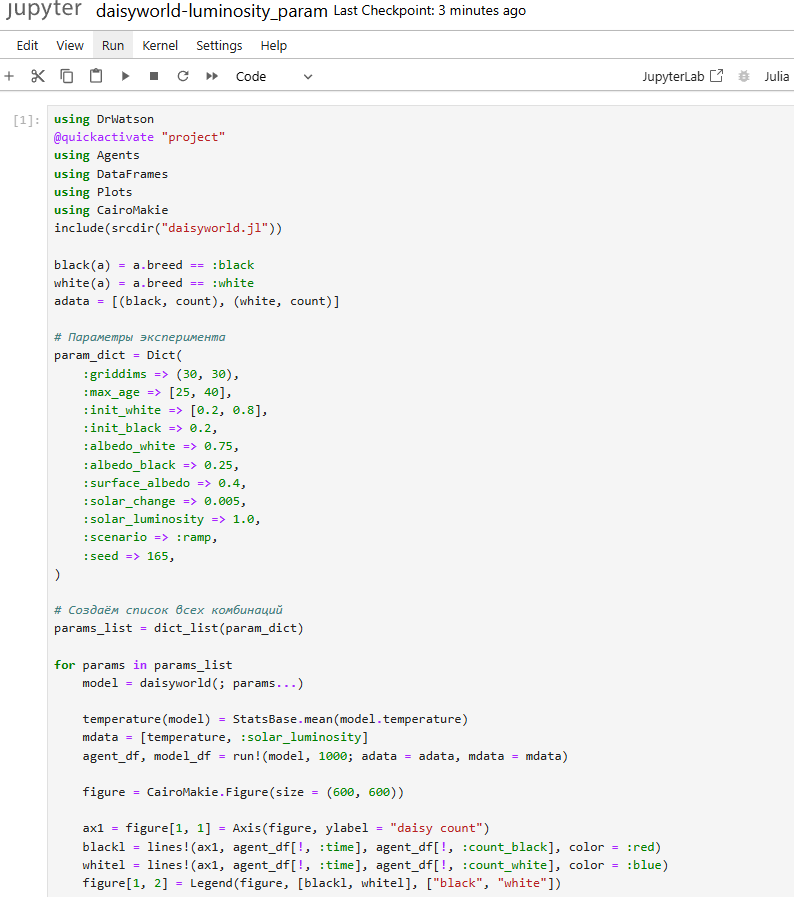 jupyter daisyworld-luminosity_param Last Checkpoint: 3 minutes ago
Edit View Run Kernel Settings Help
Code JupyterLab Julia
[1]:
using DrWatson
@quickactivate "project"
using Agents
using DataFrames
using Plots
using CairoMakie
include(srcdir("daisyworld.jl"))

black(a) = a.breed == :black
white(a) = a.breed == :white
adata = [(black, count), (white, count)]

# Параметры эксперимента
param_dict = Dict(
    :griddims => (30, 30),
    :max_age => [25, 40],
    :init_white => [0.2, 0.8],
    :init_black => 0.2,
    :albedo_white => 0.75,
    :albedo_black => 0.25,
    :surface_albedo => 0.4,
    :solar_change => 0.005,
    :solar_luminosity => 1.0,
    :scenario => :ramp,
    :seed => 165,
)

# Создаём список всех комбинаций
params_list = dict_list(param_dict)

for params in params_list
    model = daisyworld(; params...)

    temperature(model) = StatsBase.mean(model.temperature)
    mdata = [temperature, :solar_luminosity]
    agent_df, model_df = run!(model, 1000; adata = adata, mdata = mdata)

    figure = CairoMakie.Figure(size = (600, 600))

    ax1 = figure[1, 1] = Axis(figure, ylabel = "daisy count")
    blackl = lines!(ax1, agent_df[!, :time], agent_df[!, :count_black], color = :red)
    whitel = lines!(ax1, agent_df[!, :time], agent_df[!, :count_white], color = :blue)
    figure[1, 2] = Legend(figure, [blackl, whitel], ["black", "white"])